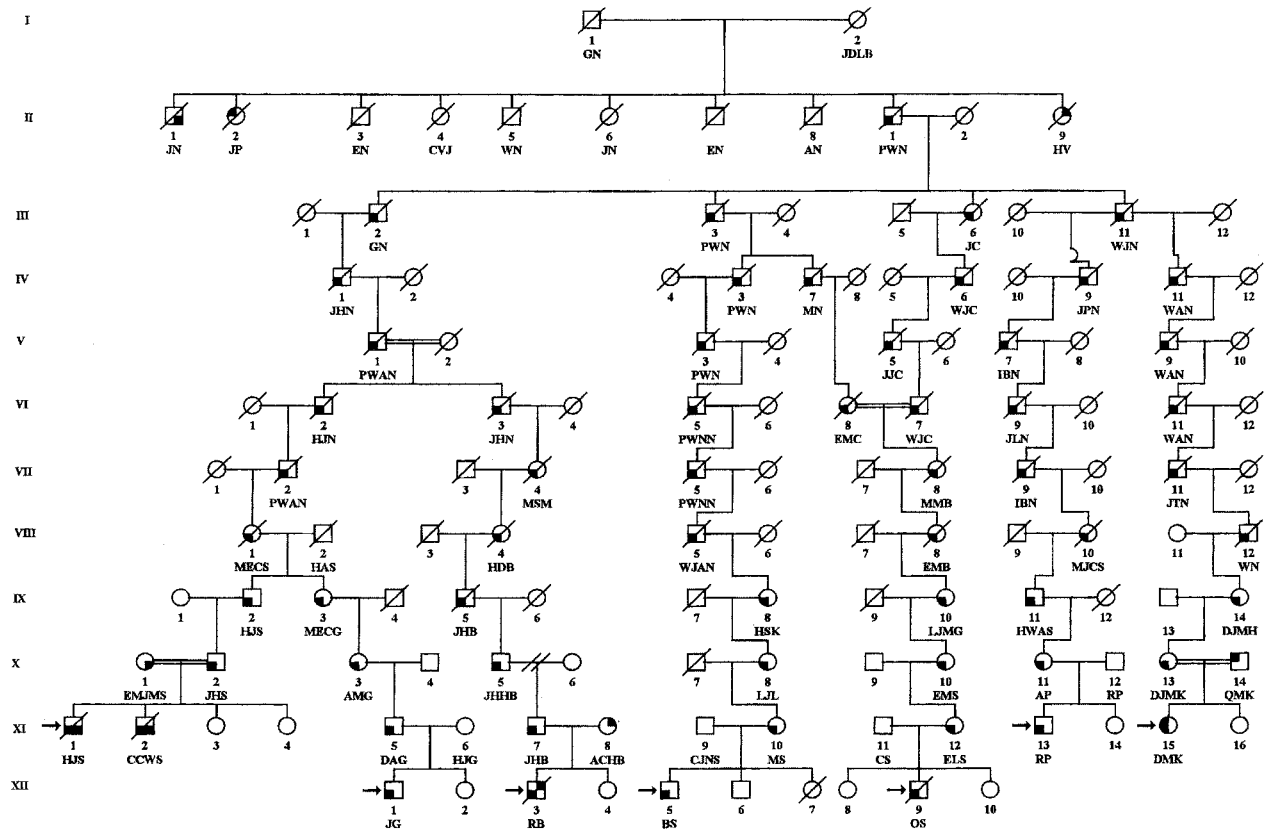 I
1 2
GN JDLB
II
1 2 3 4 5 6 8 1 2 9
JN JP EN CVJ WN JN EN AN PWN HV
III
1 2 3 4 5 6 10 11 12
GN PWN JC WJN
IV
1 2 4 3 7 8 5 6 10 9 11 12
JHN PWN MN WJC JPN WAN
V
1 2 3 4 5 6 7 8 9 10
PWAN PWN JJC IBN WAN
VI
1 2 3 4 5 6 8 7 9 10 11 12
HJN JHN PWNN EMC WJC JLN WAN
VII
1 2 3 4 5 6 7 8 9 10 11 12
PWAN MSM PWNN MMB IBN JTN
VIII
1 2 3 4 5 6 7 8 9 10 11 12
MECS HAS HDB WJAN EMB MJCS WN
IX
1 2 3 4 5 6 7 8 9 10 11 12 13 14
HJS MECG JHB HSK LJMG HWAS DJMH
X
1 2 3 4 5 6 7 8 9 10 11 12 13 14
EMJMS JHS AMG JHHB LJL EMS AP RP DJMK QMK
XI
1 2 3 4 5 6 7 8 9 10 11 12 13 14 15 16
HJS CCWS DAG HJG JHB ACHB CJNS MS CS ELS RP DMK
XII
1 2 3 4 5 6 7 8 9 10
JG RB BS OS